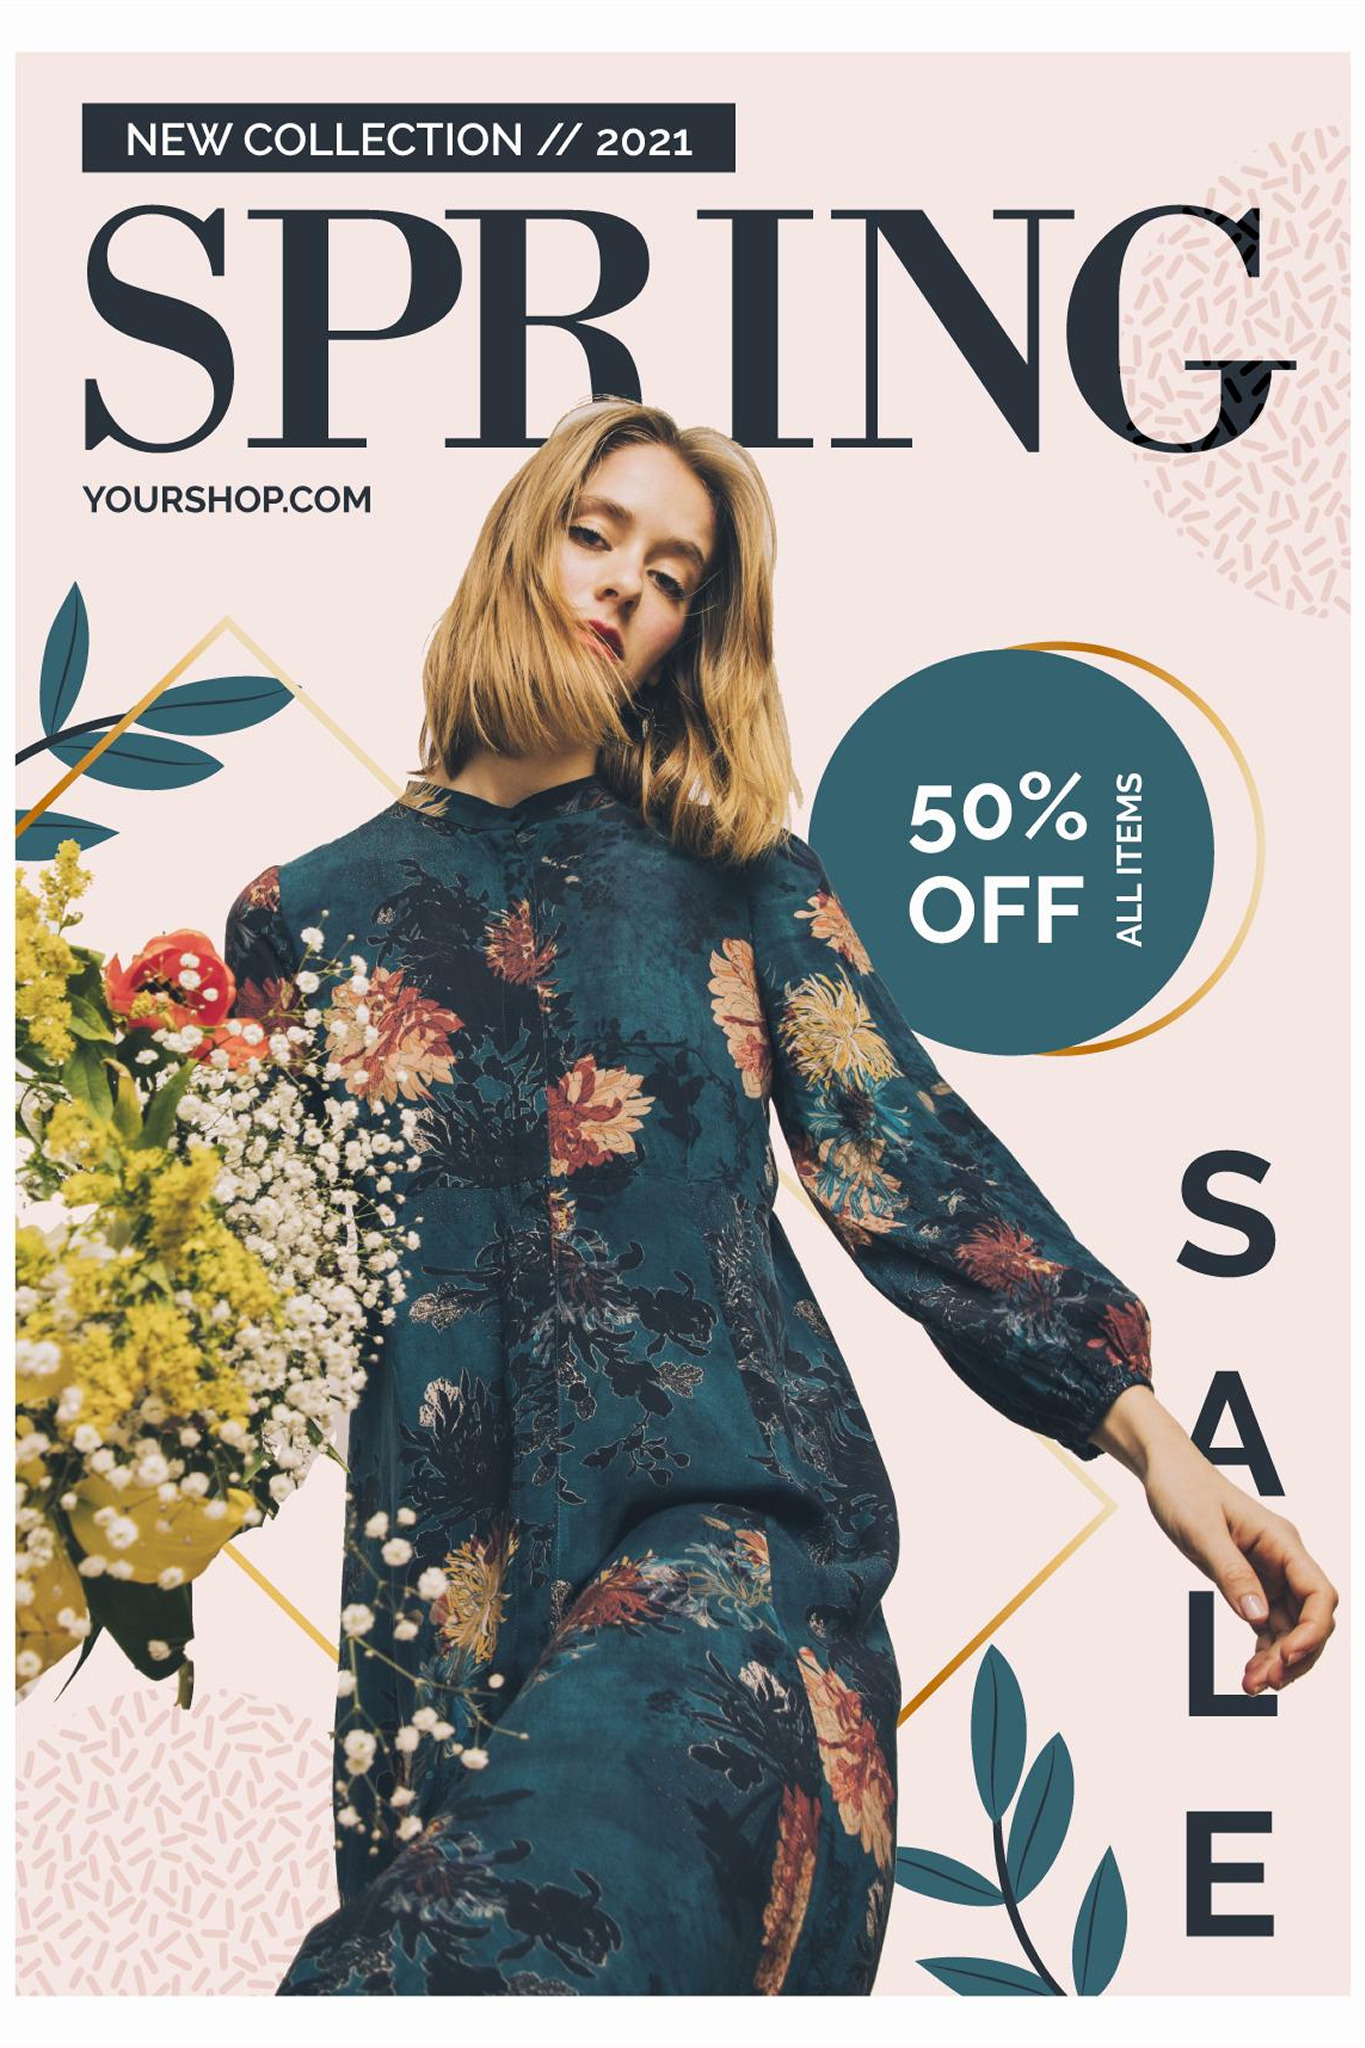 NEW COLLECTION // 2021
SPRING
YOURSHOP.COM
50%
OFF
ALL ITEMS
SALE